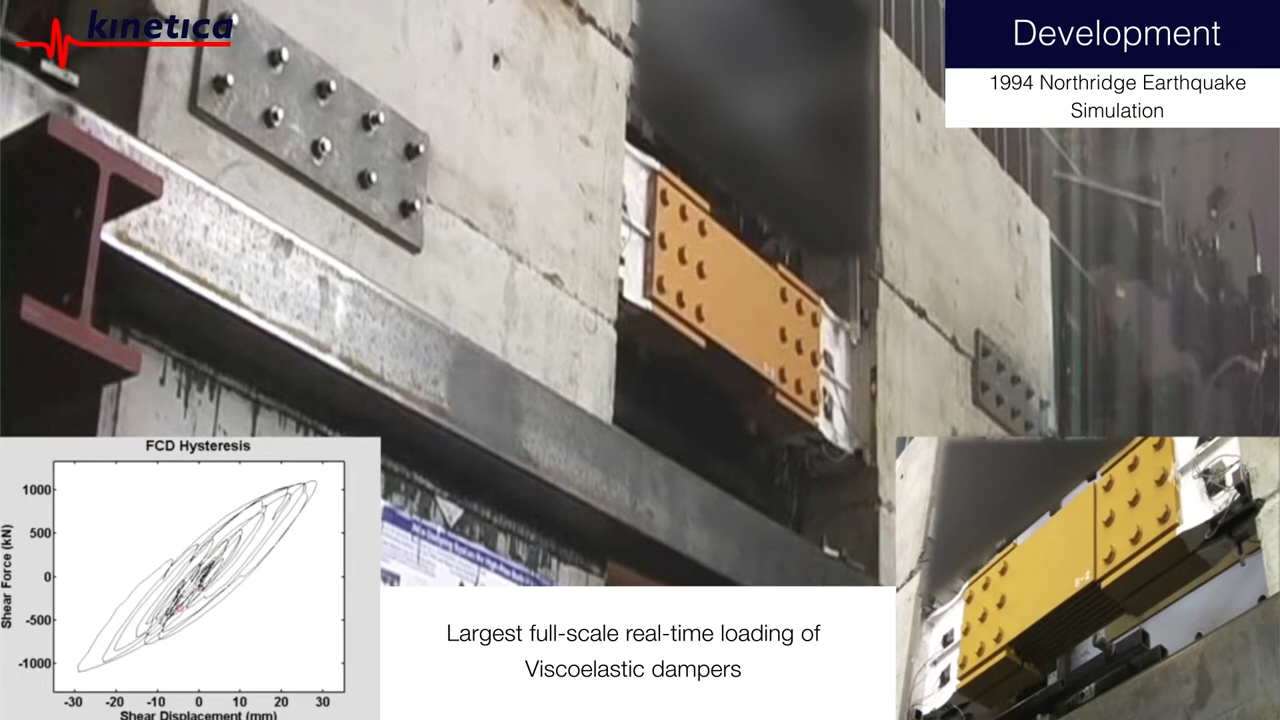 kinetica
Development
1994 Northridge Earthquake
Simulation
FCD Hysteresis
1000
500
0
-500
-1000
Shear Force (kN)
-30
-20
-10
0
10
20
30
Shear Displacement (mm)
Largest full-scale real-time loading of
Viscoelastic dampers